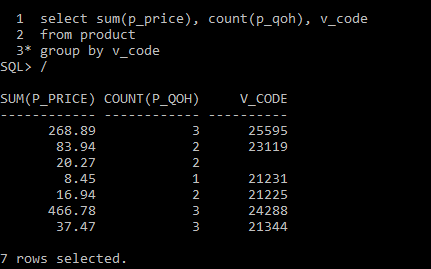 1  select sum(p_price), count(p_qoh), v_code
2  from product
3* group by v_code
SQL> /
SUM(P_PRICE) COUNT(P_QOH)     V_CODE
------------ ------------ ----------
268.89            3      25595
83.94            2      23119
20.27            2
8.45            1      21231
16.94            2      21225
466.78            3      24288
37.47            3      21344
7 rows selected.